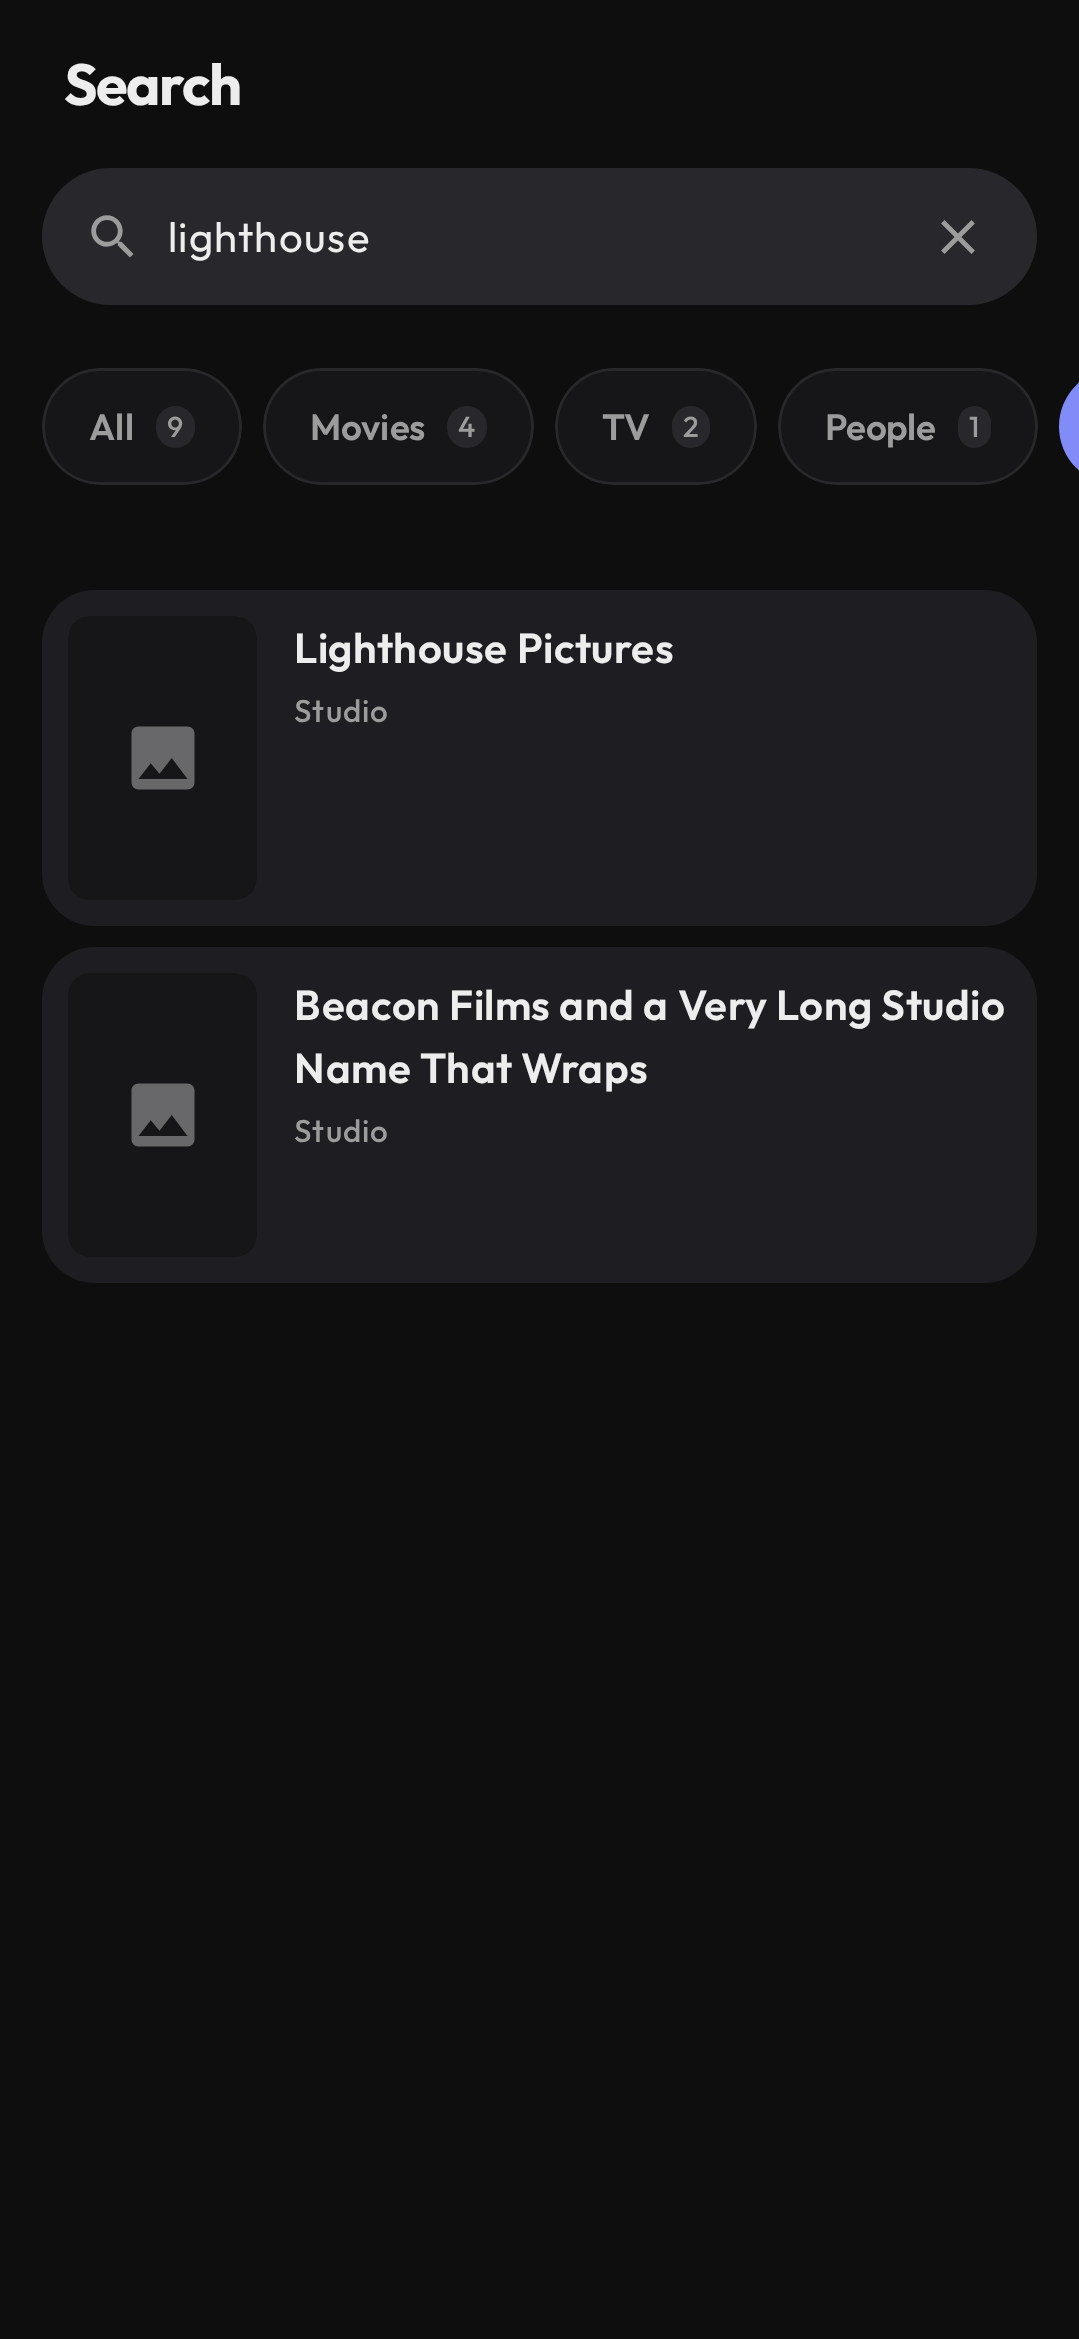 Search
lighthouse
All 9 Movies 4 TV 2 People 1
Lighthouse Pictures
Studio
Beacon Films and a Very Long Studio
Name That Wraps
Studio